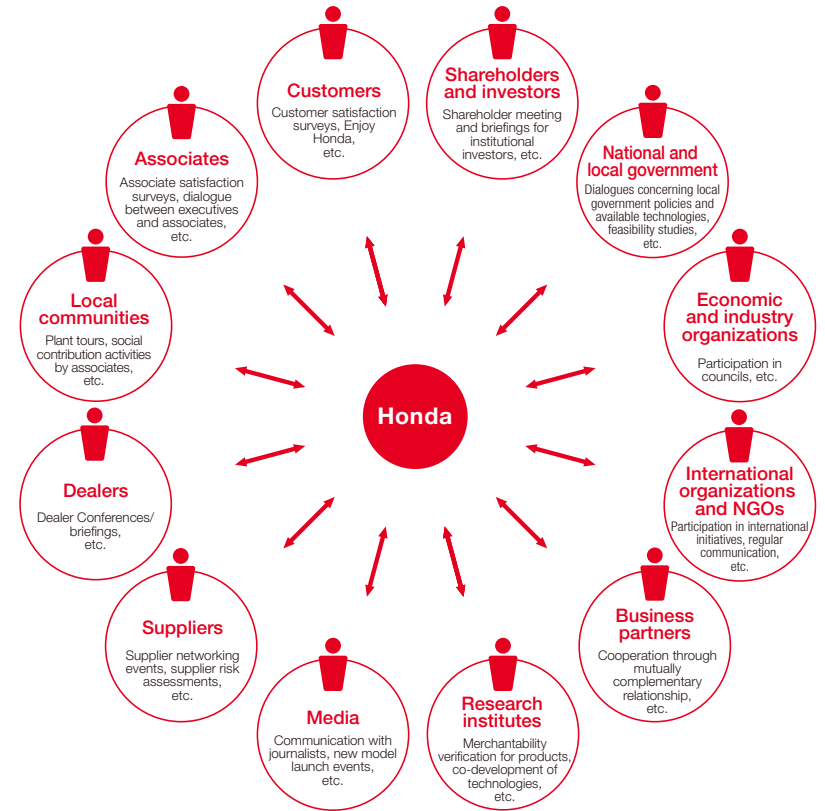 Customers
Customer satisfaction
surveys, Enjoy
Honda,
etc.
Shareholders
and investors
Shareholder meeting
and briefings for
institutional
investors, etc.
National and
local government
Dialogues concerning local
government policies and
available technologies,
feasibility studies,
etc.
Economic
and industry
organizations
Participation in
councils, etc.
International
organizations
and NGOs
Participation in international
initiatives, regular
communication,
etc.
Business
partners
Cooperation through
mutually
complementary
relationship,
etc.
Research
institutes
Merchantability
verification for products,
co-development of
technologies,
etc.
Media
Communication with
journalists, new model
launch events,
etc.
Suppliers
Supplier networking
events, supplier risk
assessments,
etc.
Dealers
Dealer Conferences/
briefings,
etc.
Local
communities
Plant tours, social
contribution activities
by associates,
etc.
Associates
Associate satisfaction
surveys, dialogue
between executives
and associates,
etc.
Honda